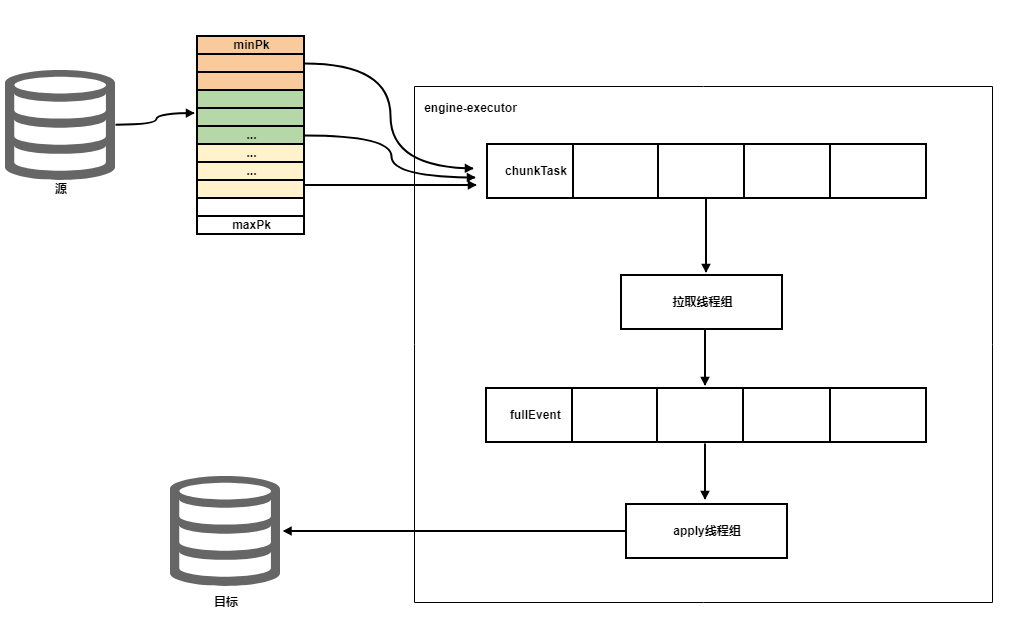 minPk
...
...
...
maxPk
源
engine-executor
chunkTask
拉取线程组
fullEvent
apply线程组
目标